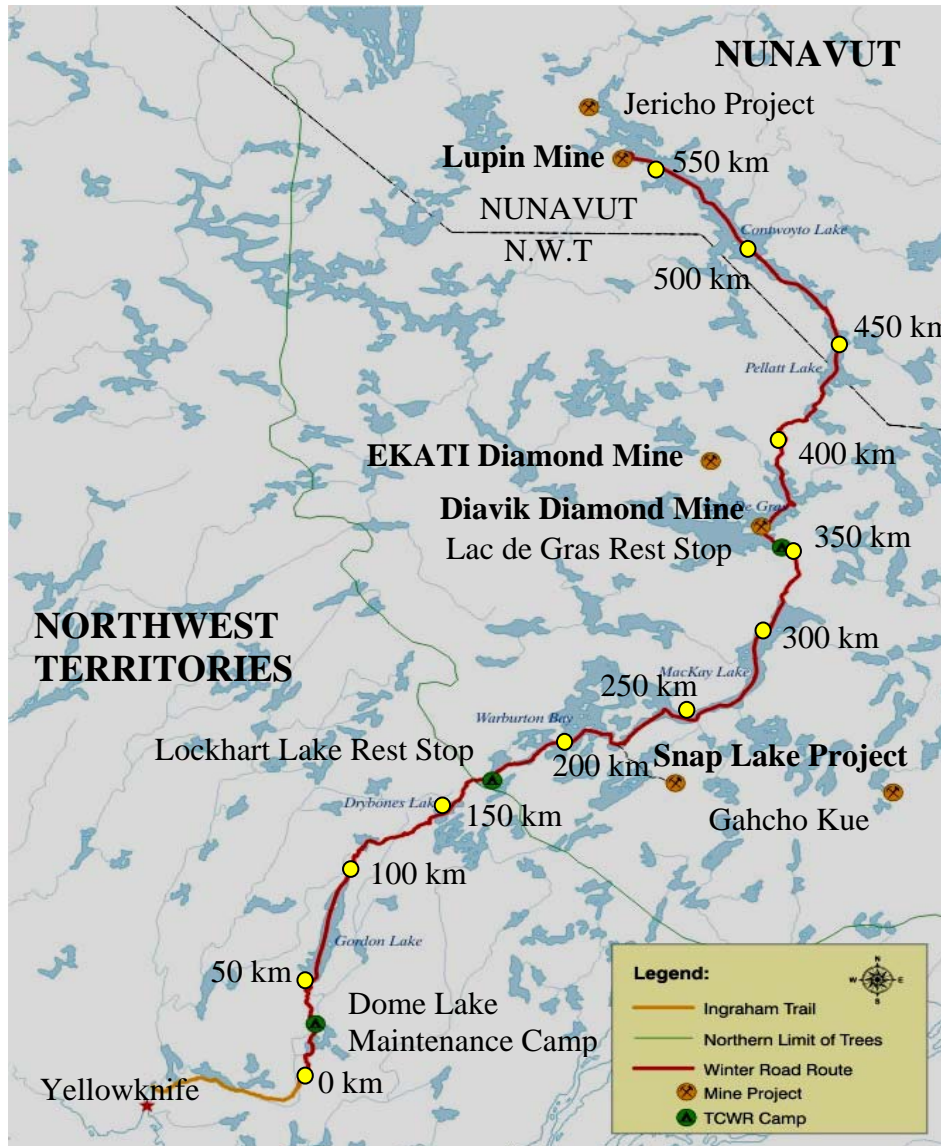 NUNAVUT
Jericho Project
Lupin Mine
550 km
NUNAVUT
N.W.T
Contwoyto Lake
500 km
450 km
Pellatt Lake
400 km
EKATI Diamond Mine
Diavik Diamond Mine
De Gras
Lac de Gras Rest Stop
350 km
NORTHWEST
TERRITORIES
300 km
MacKay Lake
250 km
Warburton Bay
Lockhart Lake Rest Stop
200 km
Snap Lake Project
Drybones Lake
150 km
Gahcho Kue
100 km
Gordon Lake
50 km
Dome Lake
Maintenance Camp
Yellowknife
0 km
Legend:
N
W
E
S
Ingraham Trail
Northern Limit of Trees
Winter Road Route
Mine Project
TCWR Camp